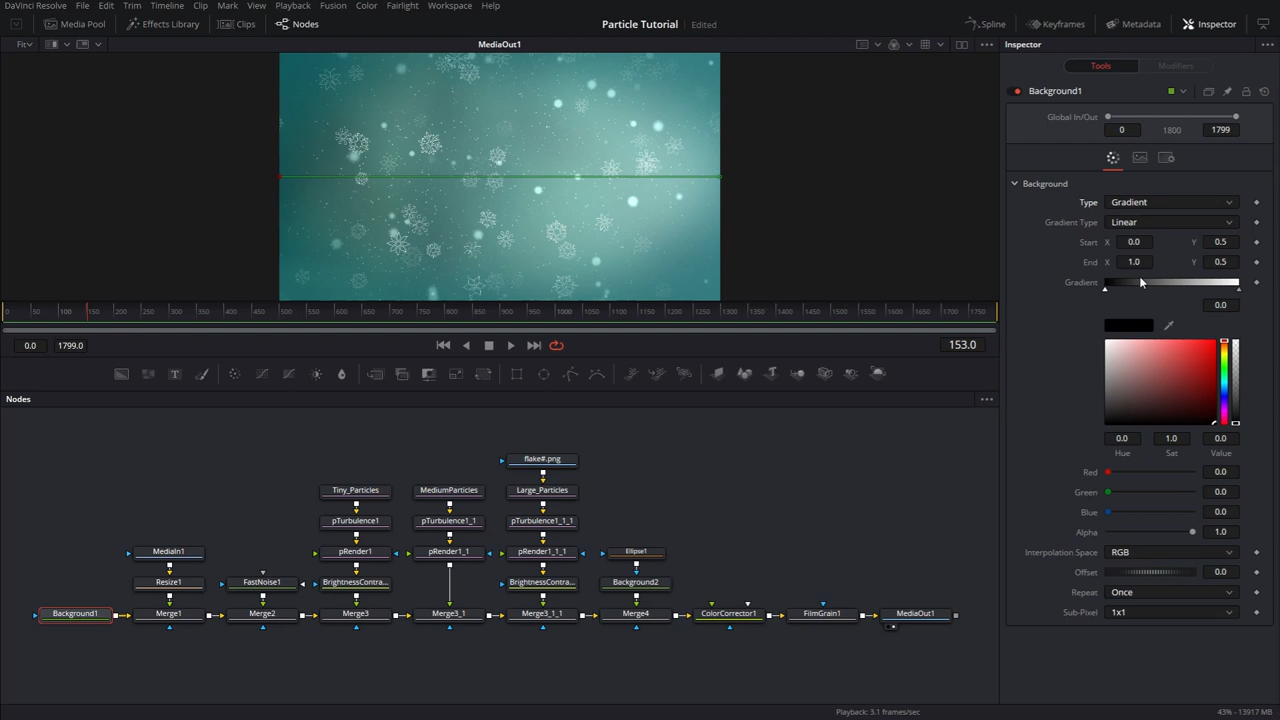 DaVinci Resolve File Edit Trim Timeline Clip Mark View Playback Fusion Color Fairlight Workspace Help
Media Pool Effects Library Clips Nodes Particle Tutorial Edited Spline Keyframes Metadata Inspector
Fit MediaOut1 Inspector
Tools Modifiers
Background1
Global In/Out
0 1800 1799
Background
Type Gradient
Gradient Type Linear
Start X 0.0 Y 0.5
End X 1.0 Y 0.5
Gradient
0.0
0 50 100 150 200 250 300 350 400 450 500 550 600 650 700 750 800 850 900 950 1000 1050 1100 1150 1200 1250 1300 1350 1400 1450 1500 1550 1600 1650 1700 1750
0.0 1799.0 153.0
T
0.0 1.0 0.0
Hue Sat Value
Red 0.0
Green 0.0
Blue 0.0
Alpha 1.0
Interpolation Space RGB
Offset 0.0
Repeat Once
Sub-Pixel 1x1
Nodes
flake#.png
Tiny_Particles MediumParticles Large_Particles
pTurbulence1 pTurbulence1_1 pTurbulence1_1_1
MediaIn1 pRender1 pRender1_1 pRender1_1_1 Ellipse1
Resize1 FastNoise1 BrightnessContra... BrightnessContra... Background2
Background1 Merge1 Merge2 Merge3 Merge3_1 Merge3_1_1 Merge4 ColorCorrector1 FilmGrain1 MediaOut1
Playback: 3.1 frames/sec 43% - 13917 MB